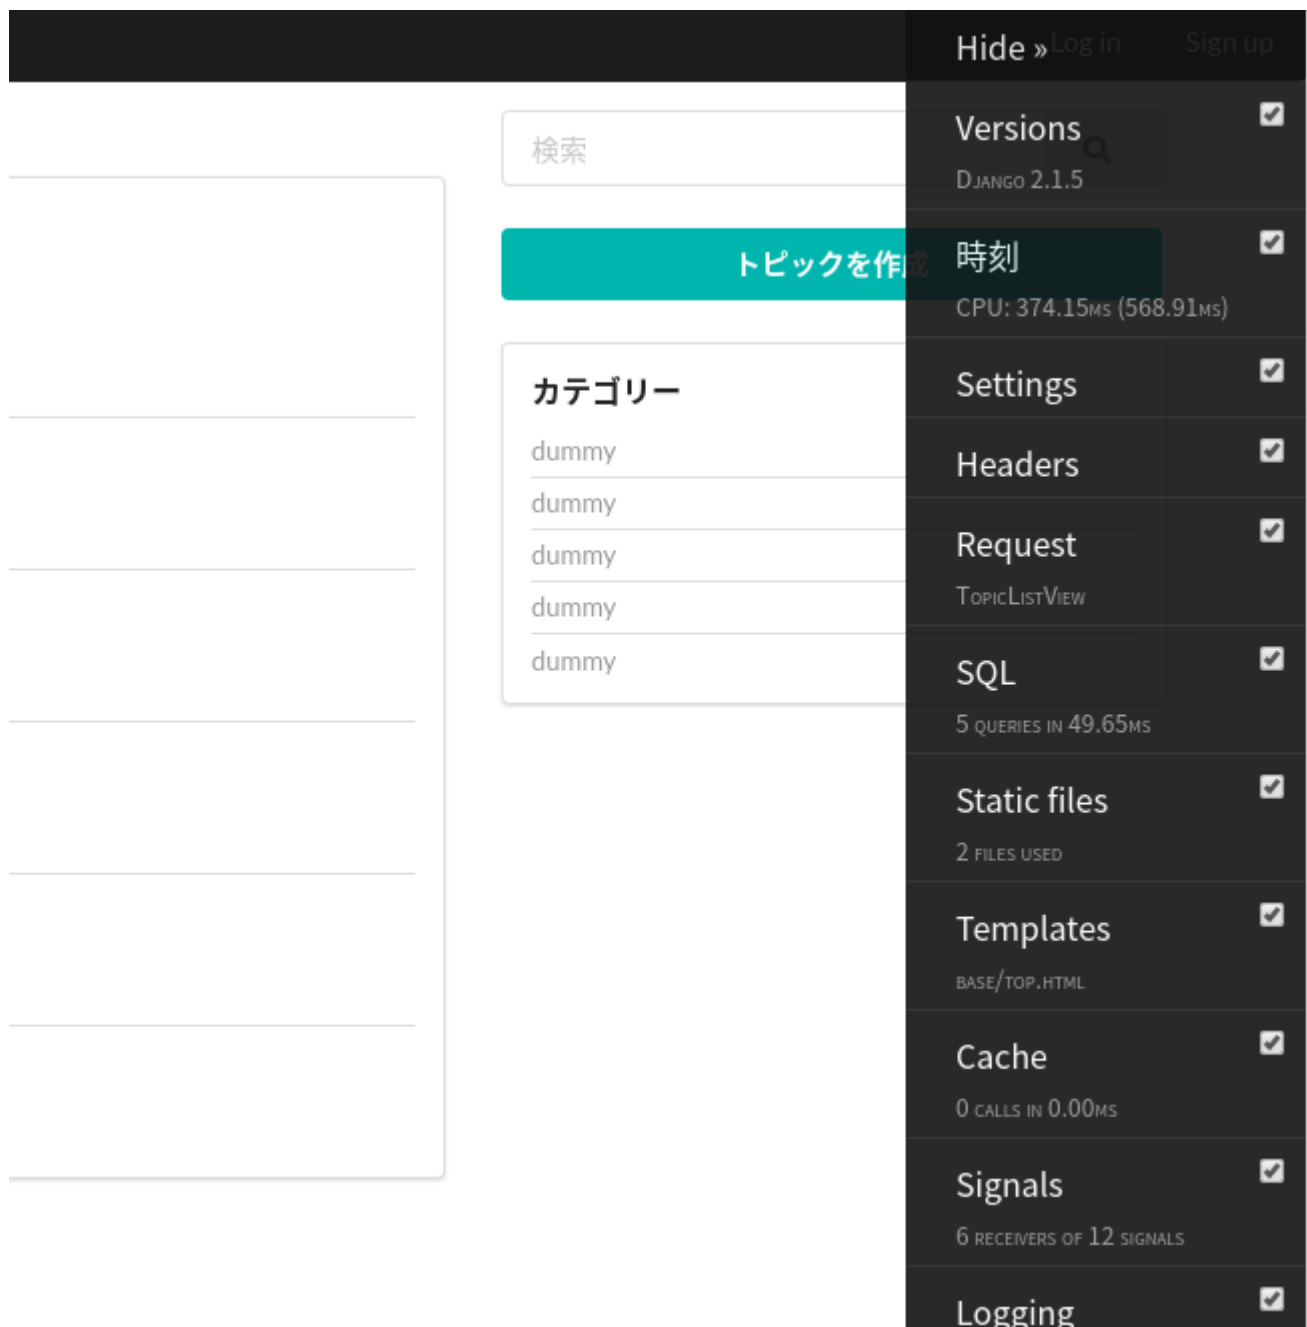 Log in
Sign up
検索
トピックを作成
カテゴリー
dummy
dummy
dummy
dummy
dummy
Hide »
Versions
Django 2.1.5
時刻
CPU: 374.15ms (568.91ms)
Settings
Headers
Request
TopicListView
SQL
5 queries in 49.65ms
Static files
2 files used
Templates
base/top.html
Cache
0 calls in 0.00ms
Signals
6 receivers of 12 signals
Logging